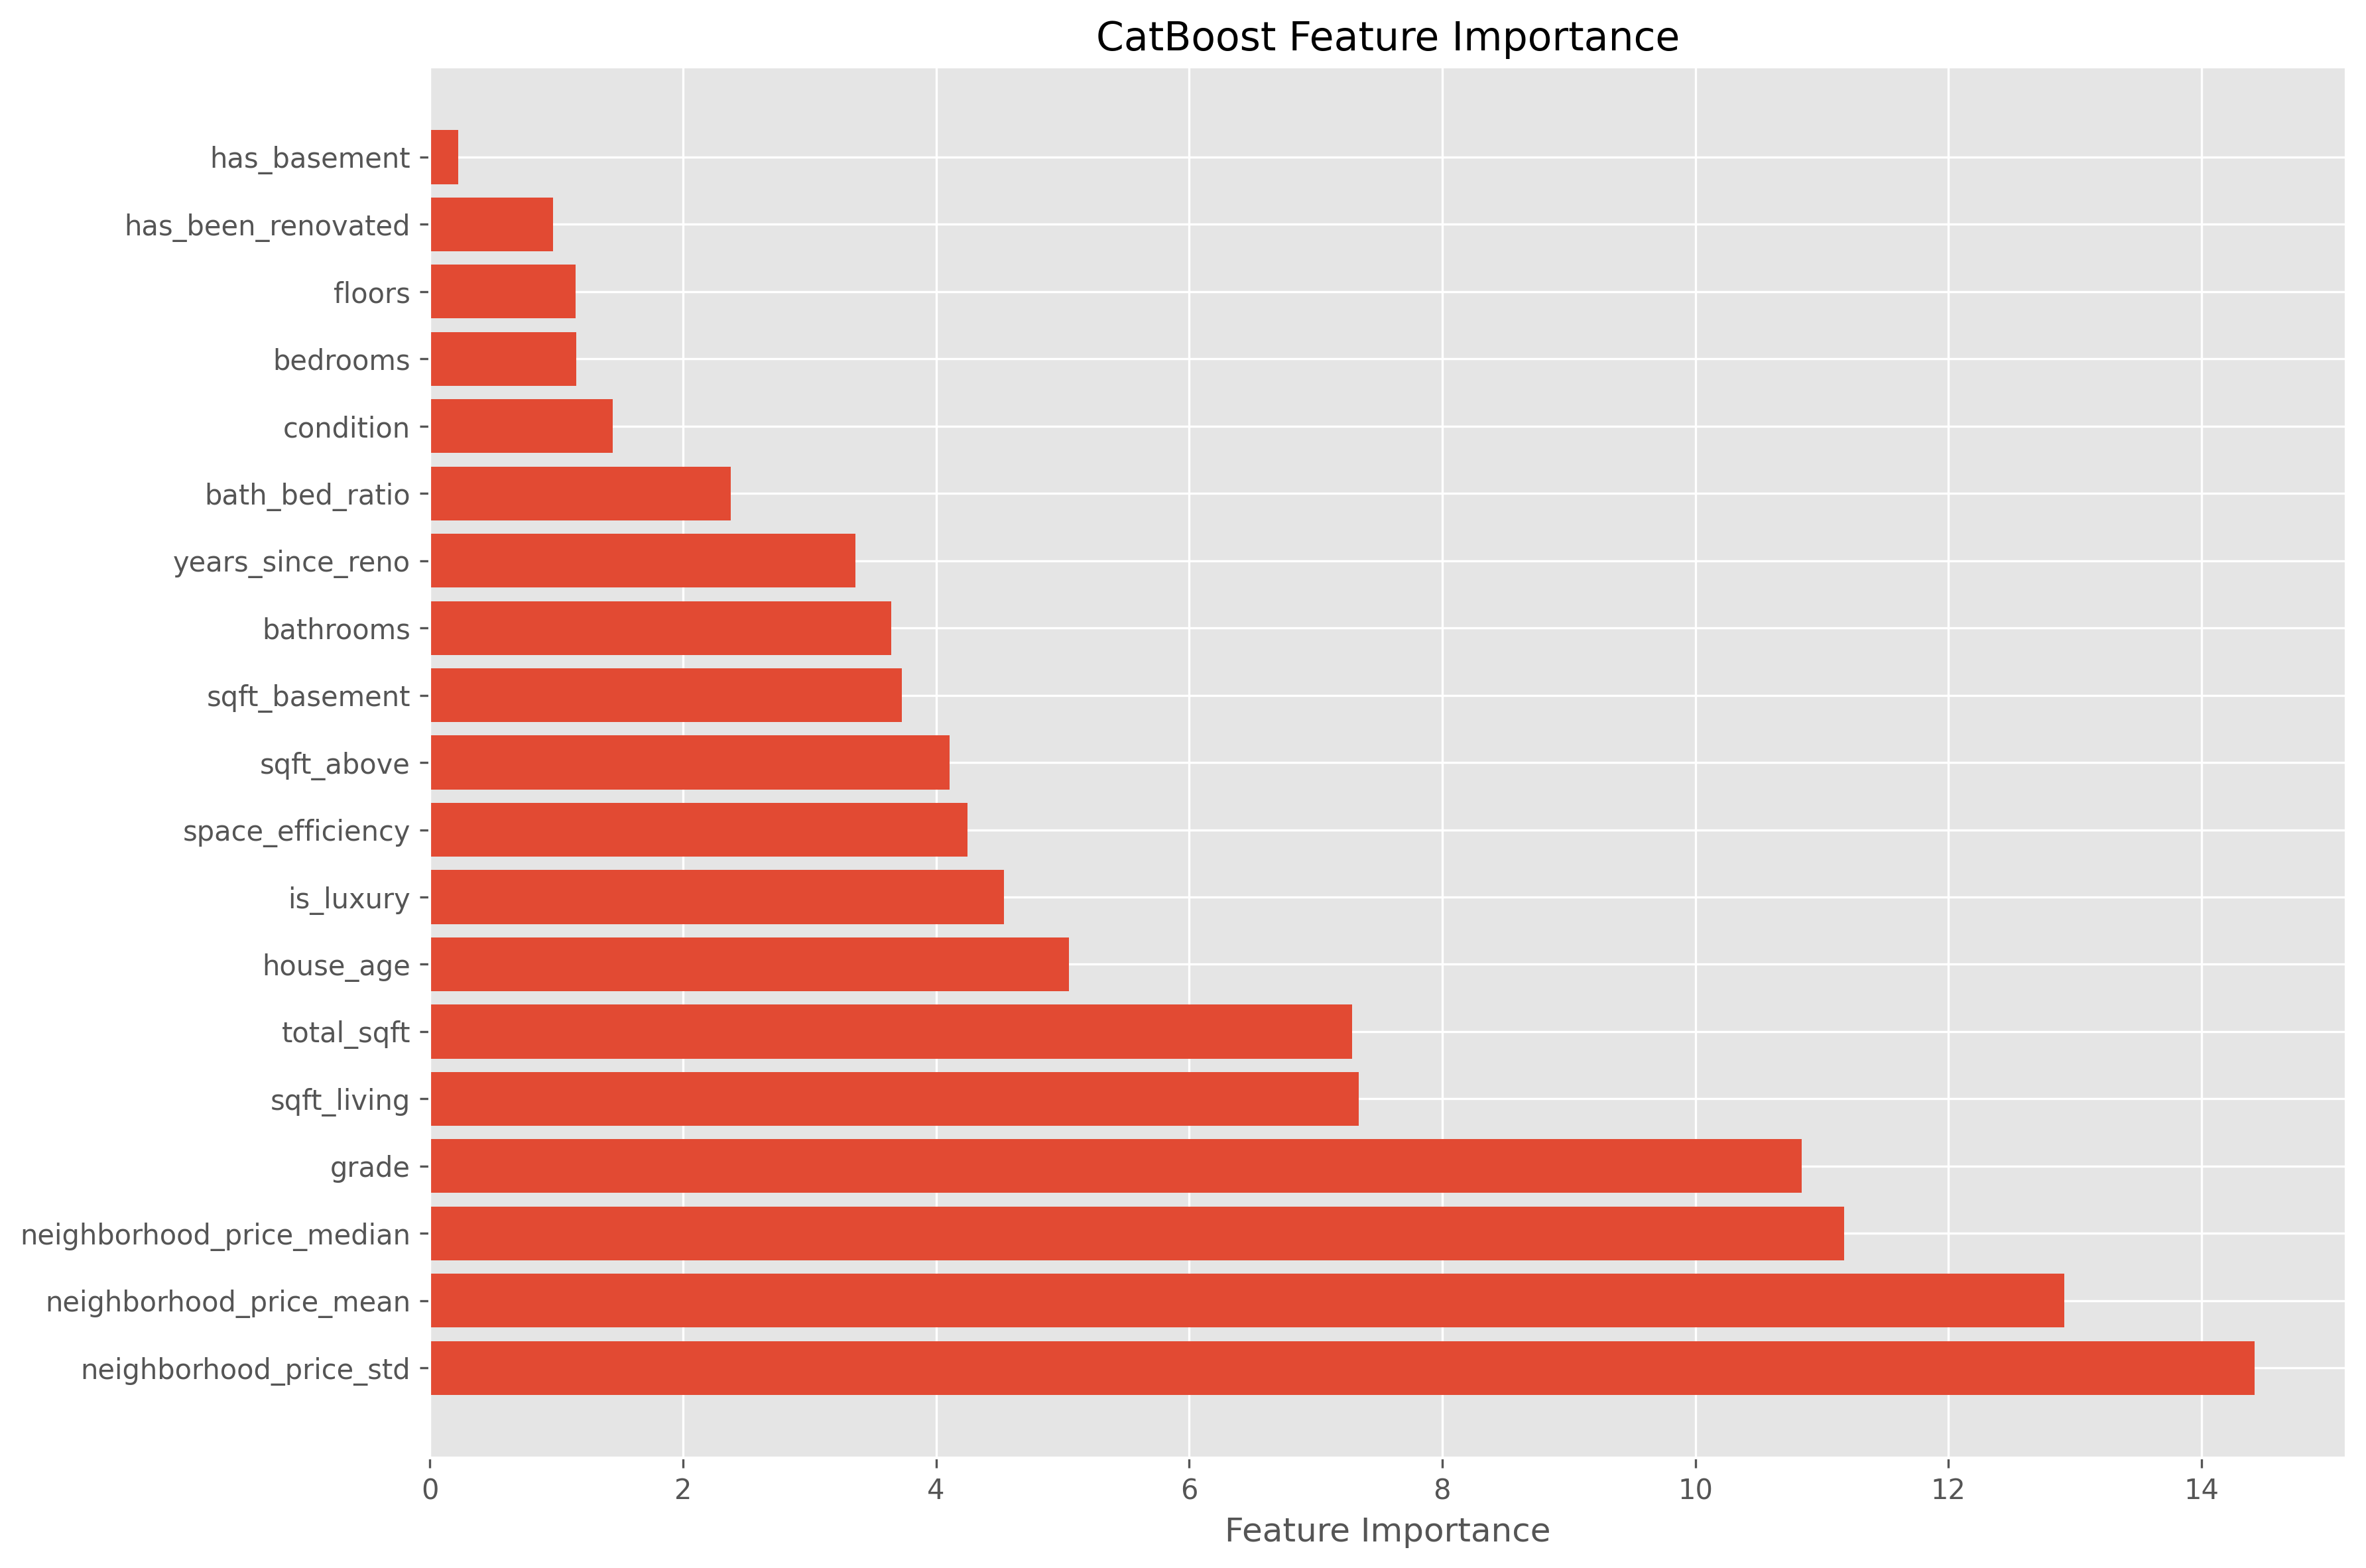 CatBoost Feature Importance
has_basement
has_been_renovated
floors
bedrooms
condition
bath_bed_ratio
years_since_reno
bathrooms
sqft_basement
sqft_above
space_efficiency
is_luxury
house_age
total_sqft
sqft_living
grade
neighborhood_price_median
neighborhood_price_mean
neighborhood_price_std
0 2 4 6 8 10 12 14
Feature Importance